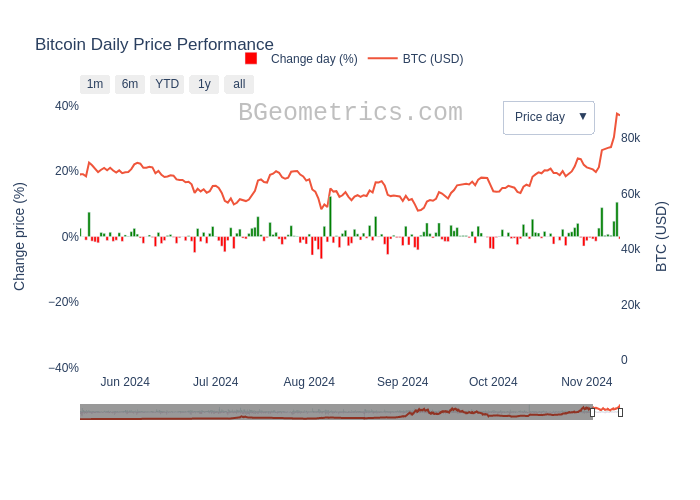 Bitcoin Daily Price Performance
Change day (%) BTC (USD)
1m 6m YTD 1y all
BGeometrics.com
Price day ▼
Change price (%)
40%
20%
0%
−20%
−40%
80k
60k
40k
20k
0
BTC (USD)
Jun 2024 Jul 2024 Aug 2024 Sep 2024 Oct 2024 Nov 2024